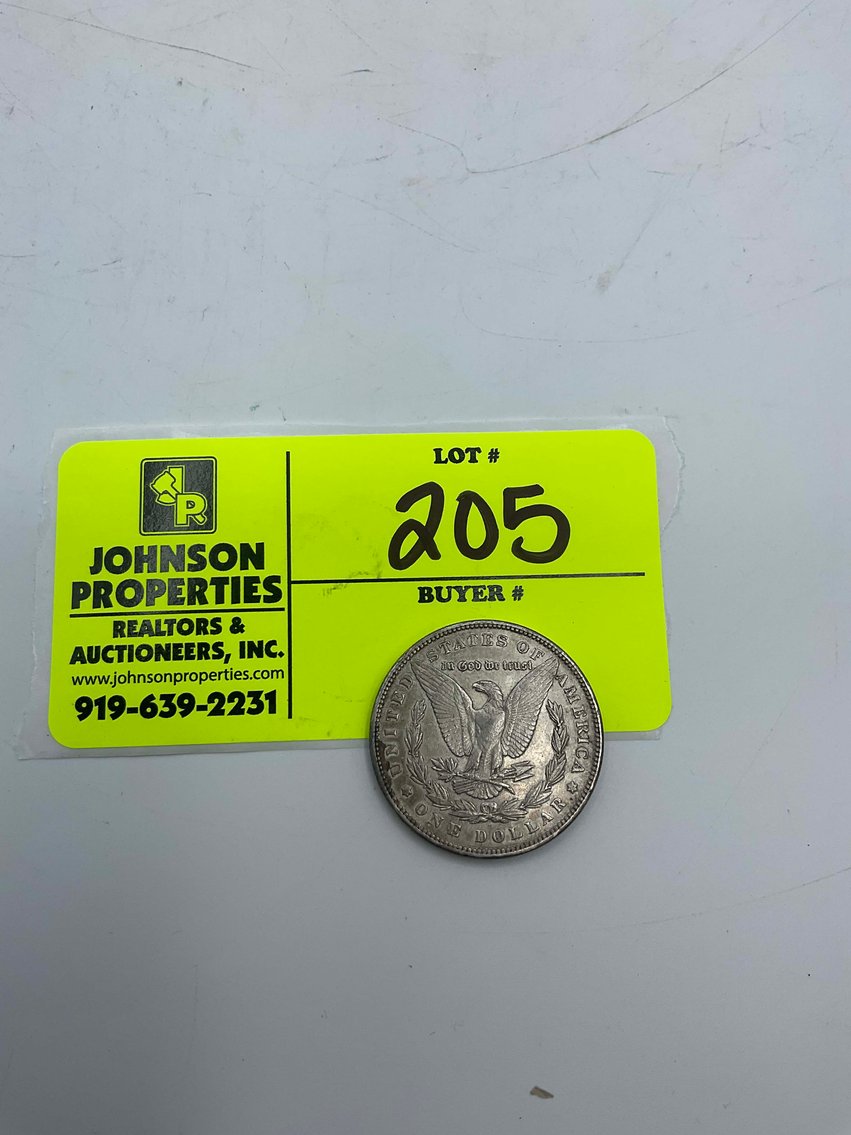 JP
JOHNSON
PROPERTIES
REALTORS &
AUCTIONEERS, INC.
www.johnsonproperties.com
919-639-2231
LOT #
205
BUYER #
UNITED STATES OF AMERICA
In God we trust
ONE DOLLAR